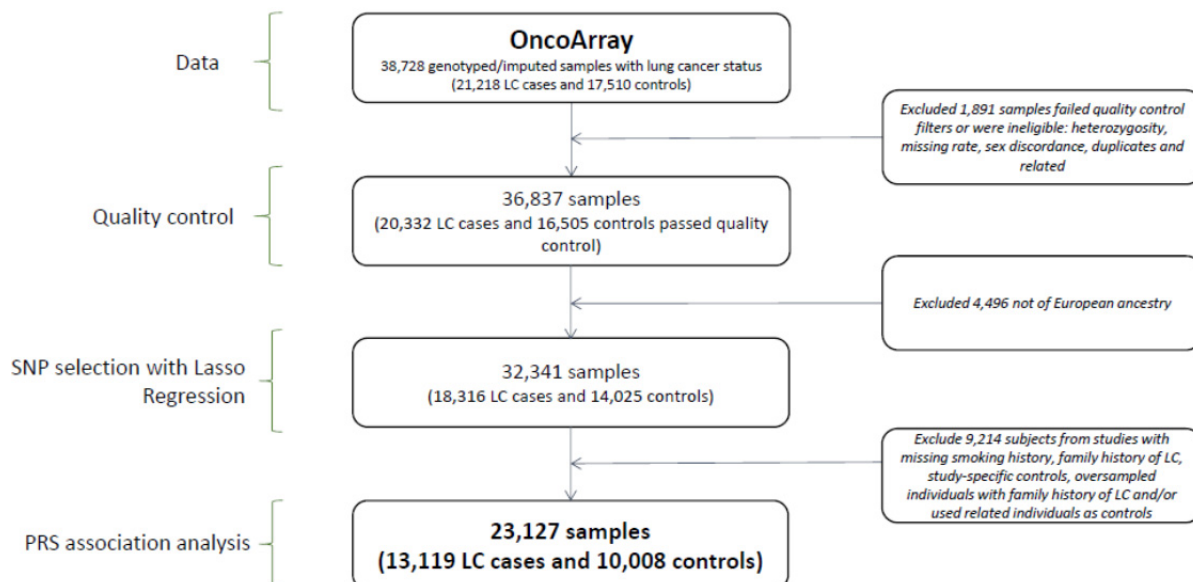 Data
OncoArray
38,728 genotyped/imputed samples with lung cancer status
(21,218 LC cases and 17,510 controls)
Excluded 1,891 samples failed quality control
filters or were ineligible: heterozygosity,
missing rate, sex discordance, duplicates and
related
Quality control
36,837 samples
(20,332 LC cases and 16,505 controls passed quality
control)
Excluded 4,496 not of European ancestry
SNP selection with Lasso
Regression
32,341 samples
(18,316 LC cases and 14,025 controls)
Exclude 9,214 subjects from studies with
missing smoking history, family history of LC,
study-specific controls, oversampled
individuals with family history of LC and/or
used related individuals as controls
PRS association analysis
23,127 samples
(13,119 LC cases and 10,008 controls)